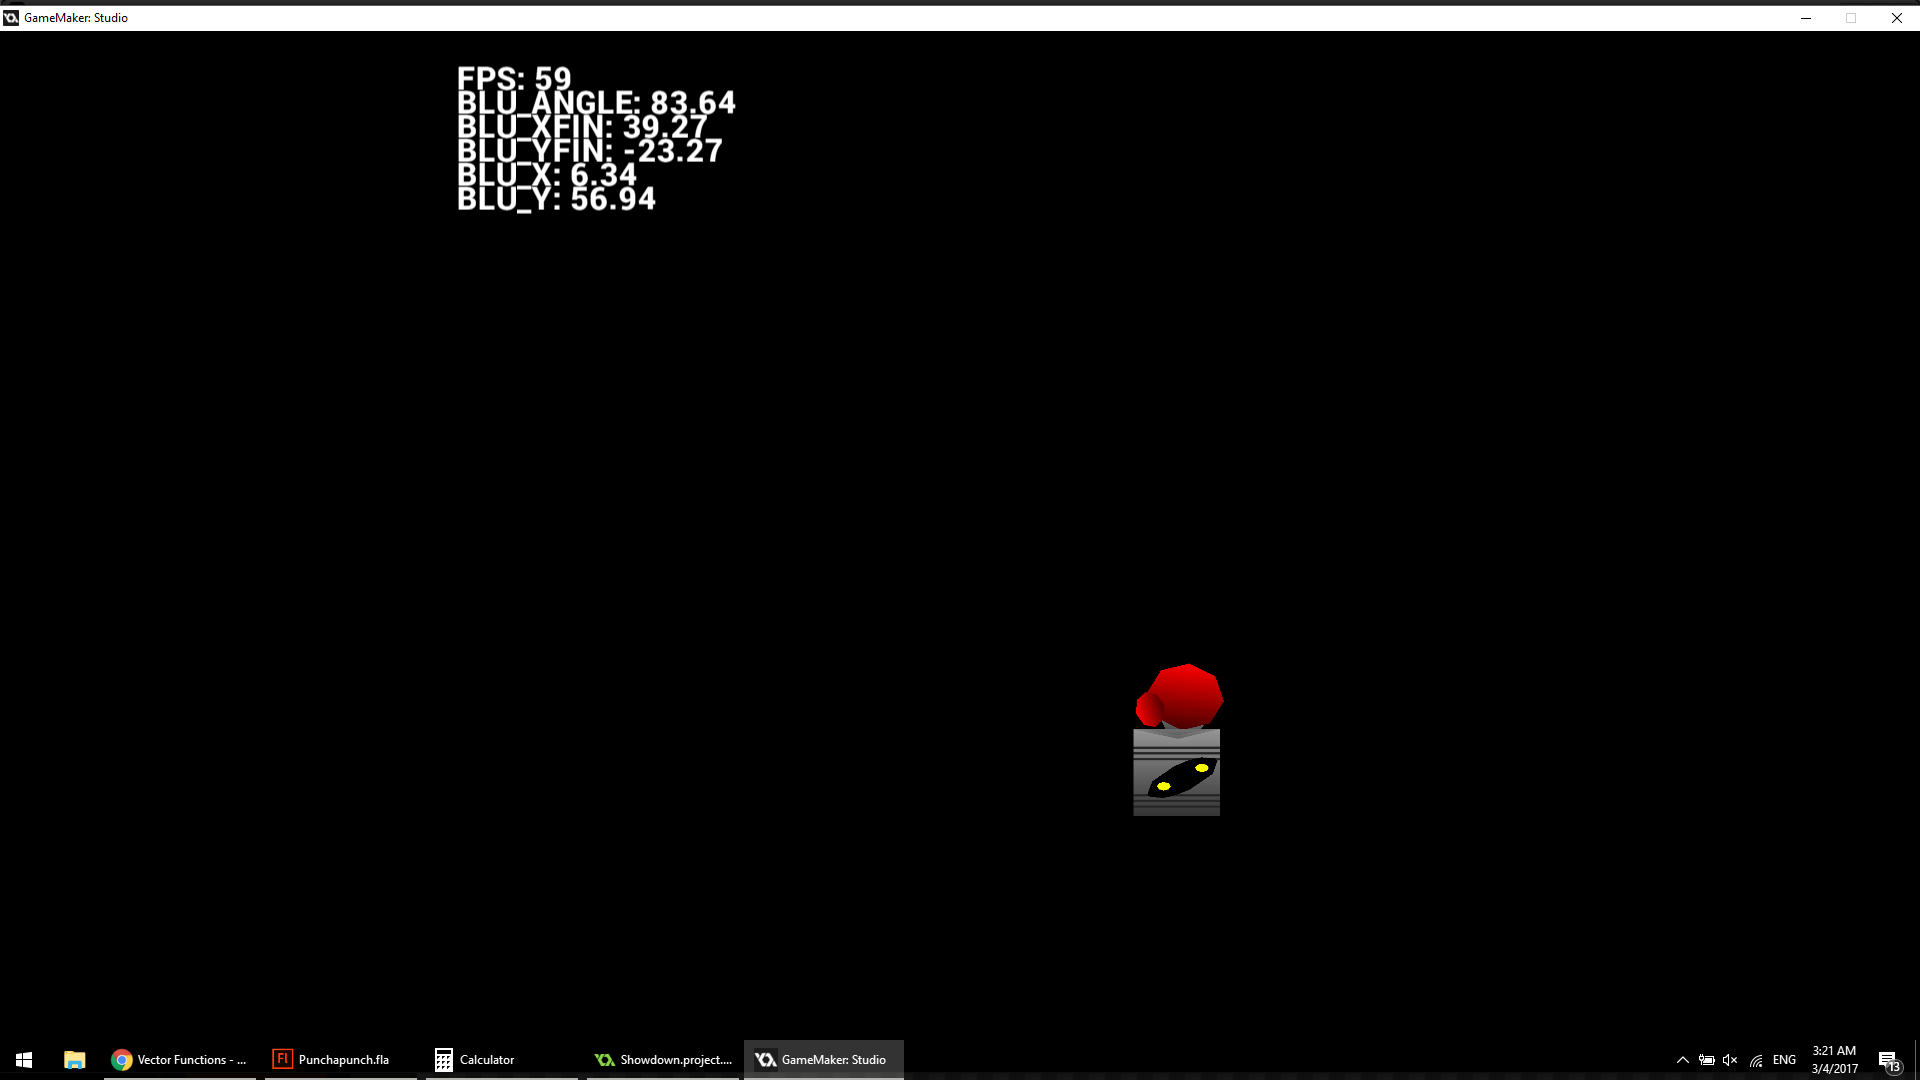 GameMaker: Studio
FPS: 59
BLU_ANGLE: 83.64
BLU_XFIN: 39.27
BLU_YFIN: -23.27
BLU_X: 6.34
BLU_Y: 56.94
Vector Functions - ...
Fl
Punchapunch.fla
Calculator
Showdown.project....
GameMaker: Studio
ENG
3:21 AM
3/4/2017
13